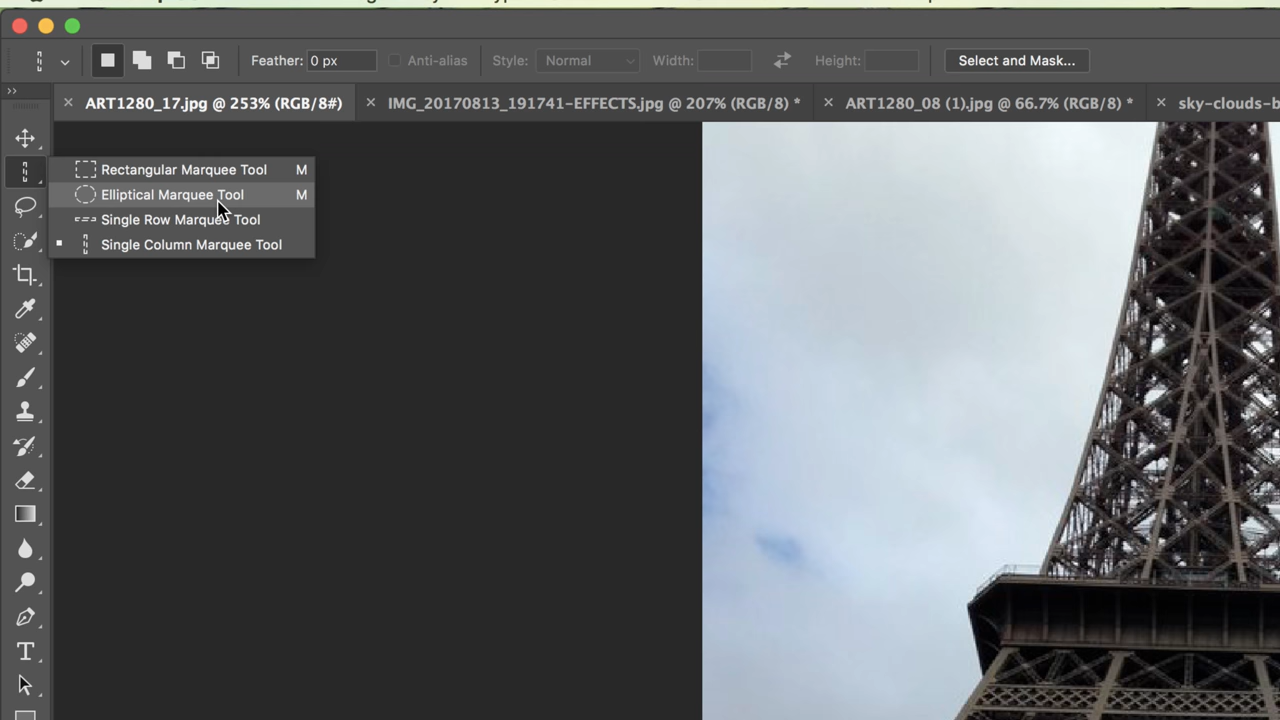 Feather: 0 px Anti-alias Style: Normal Width: Height: Select and Mask...
ART1280_17.jpg @ 253% (RGB/8#) IMG_20170813_191741-EFFECTS.jpg @ 207% (RGB/8) * ART1280_08 (1).jpg @ 66.7% (RGB/8) * sky-clouds-b
Rectangular Marquee Tool M
Elliptical Marquee Tool M
Single Row Marquee Tool
Single Column Marquee Tool